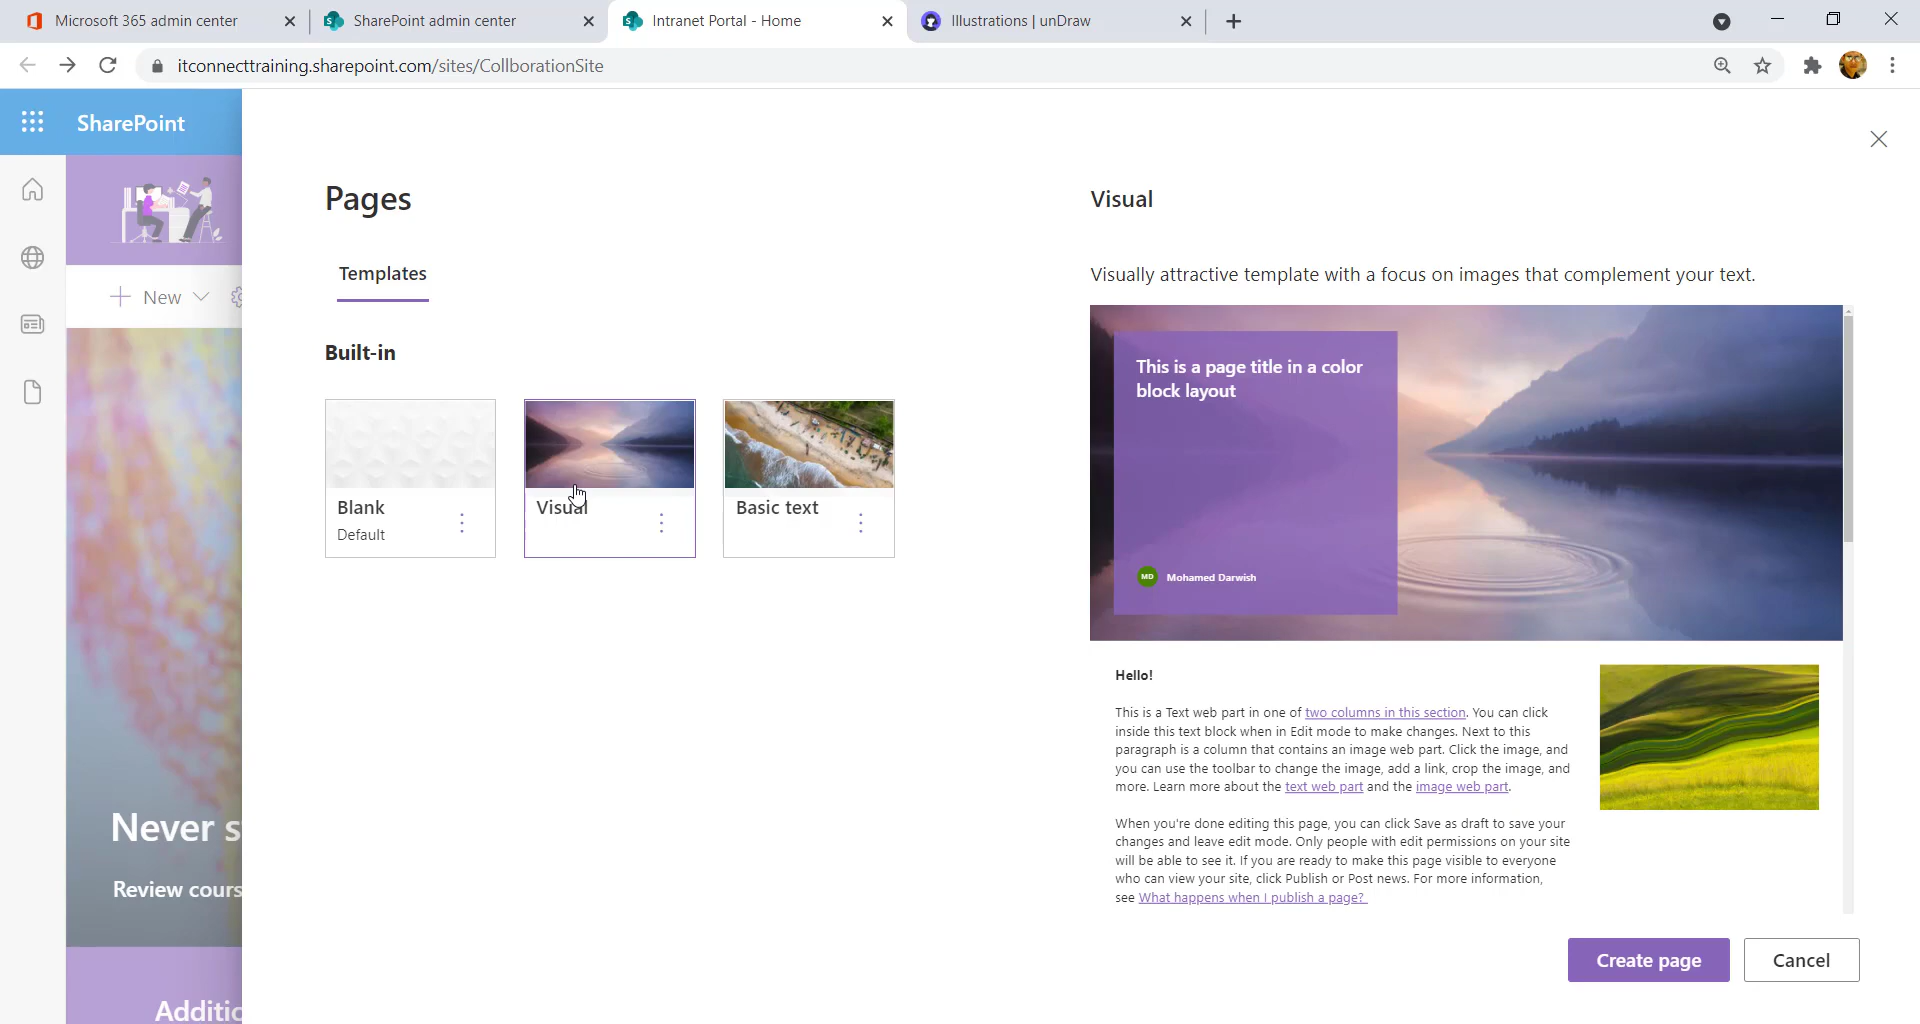 Microsoft 365 admin center
SharePoint admin center
Intranet Portal - Home
Illustrations | unDraw
itconnecttraining.sharepoint.com/sites/CollborationSite
SharePoint
New
Never s
Review cours
Additic
Pages
Templates
Built-in
Blank
Default
Visual
Basic text
Visual
Visually attractive template with a focus on images that complement your text.
This is a page title in a color
block layout
MD Mohamed Darwish
Hello!
This is a Text web part in one of two columns in this section. You can click
inside this text block when in Edit mode to make changes. Next to this
paragraph is a column that contains an image web part. Click the image, and
you can use the toolbar to change the image, add a link, crop the image, and
more. Learn more about the text web part and the image web part.
When you're done editing this page, you can click Save as draft to save your
changes and leave edit mode. Only people with edit permissions on your site
will be able to see it. If you are ready to make this page visible to everyone
who can view your site, click Publish or Post news. For more information,
see What happens when I publish a page?
Create page
Cancel